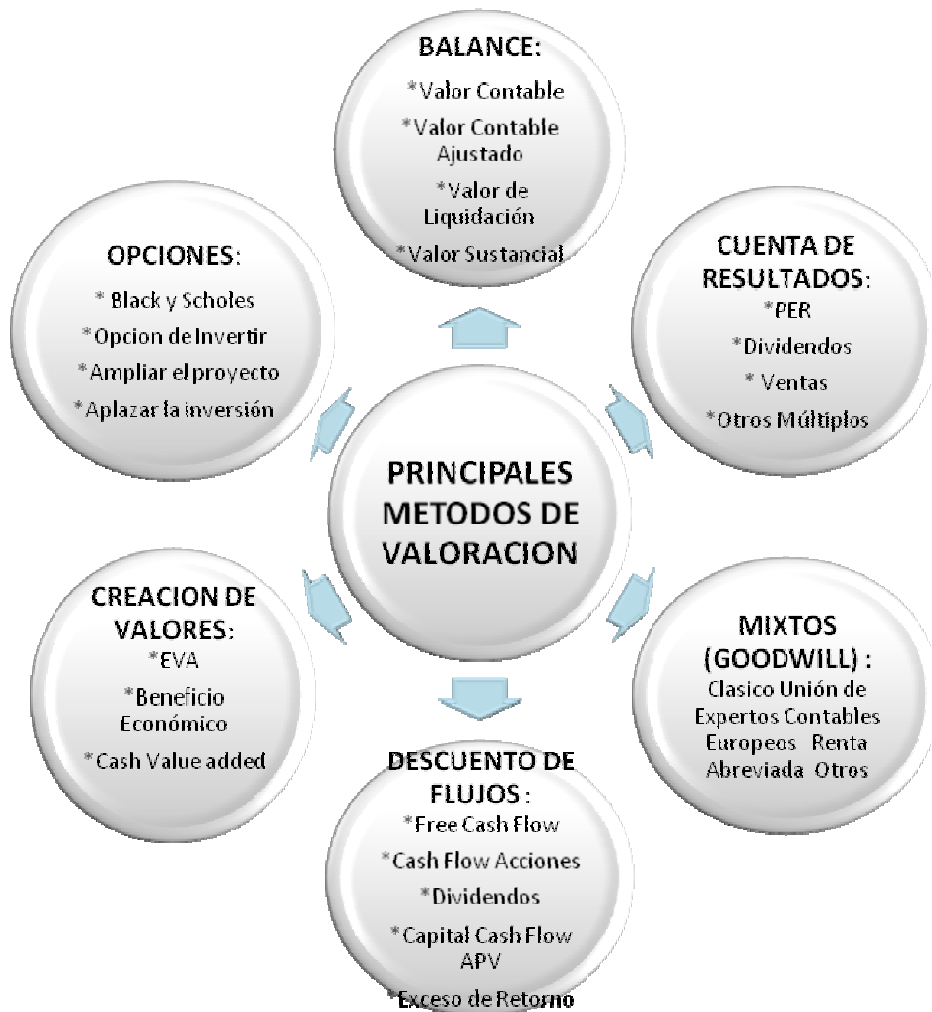 BALANCE:
*Valor Contable
*Valor Contable
Ajustado
*Valor de
Liquidación
*Valor Sustancial
CUENTA DE
RESULTADOS:
*PER
*Dividendos
* Ventas
*Otros Múltiplos
MIXTOS
(GOODWILL) :
Clasico Unión de
Expertos Contables
Europeos Renta
Abreviada Otros
DESCUENTO DE
FLUJOS :
*Free Cash Flow
*Cash Flow Acciones
*Dividendos
*Capital Cash Flow
APV
*Exceso de Retorno
CREACION DE
VALORES:
*EVA
*Beneficio
Económico
*Cash Value added
OPCIONES:
* Black y Scholes
*Opcion de Invertir
*Ampliar el proyecto
*Aplazar la inversión
PRINCIPALES
METODOS DE
VALORACION